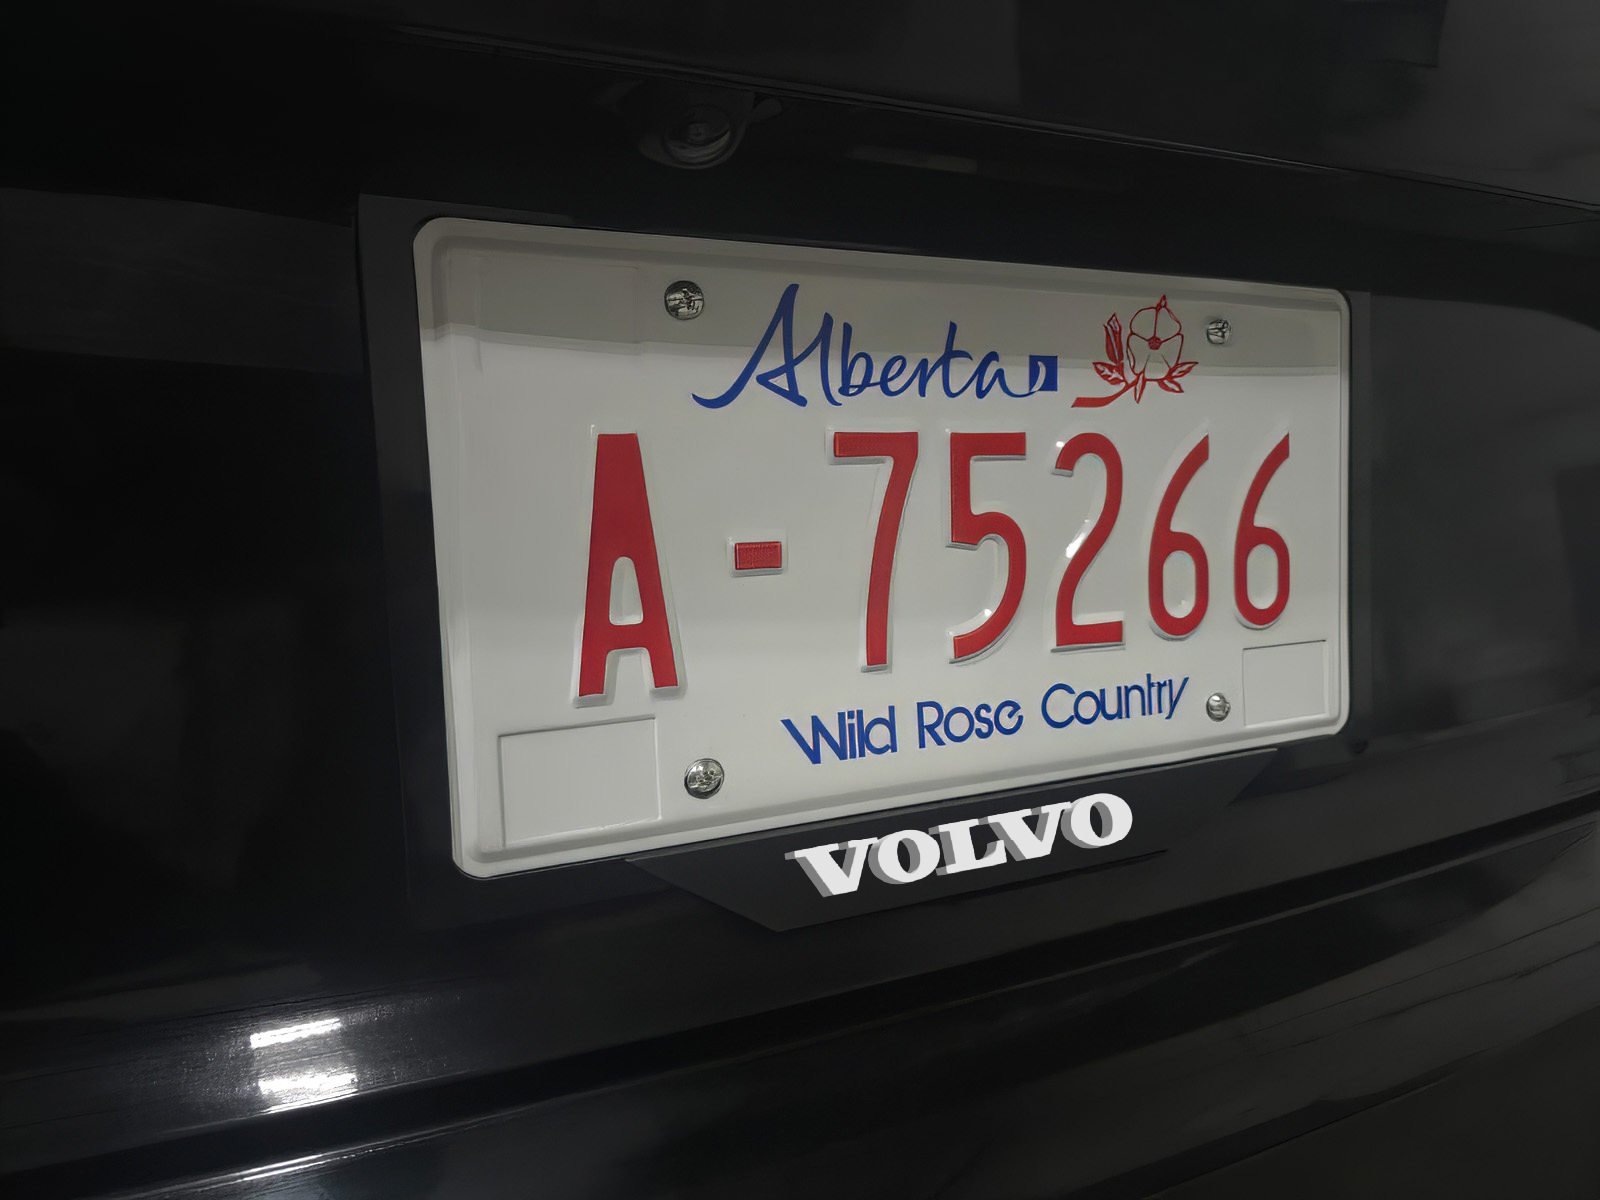 Alberta
A-75266
Wild Rose Country
VOLVO